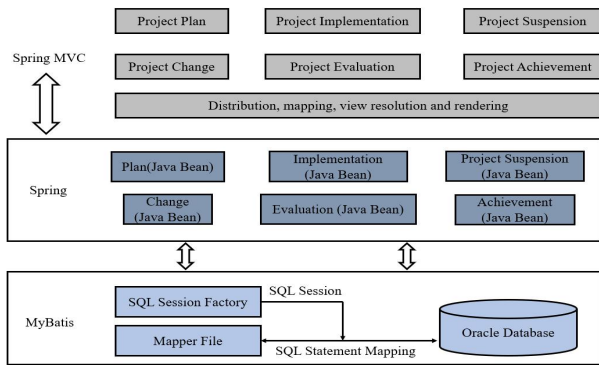 Project Plan
Project Implementation
Project Suspension
Spring MVC
Project Change
Project Evaluation
Project Achievement
Distribution, mapping, view resolution and rendering
Spring
Plan(Java Bean)
Implementation
(Java Bean)
Project Suspension
(Java Bean)
Change
(Java Bean)
Evaluation (Java Bean)
Achievement
(Java Bean)
MyBatis
SQL Session Factory
SQL Session
Mapper File
SQL Statement Mapping
Oracle Database